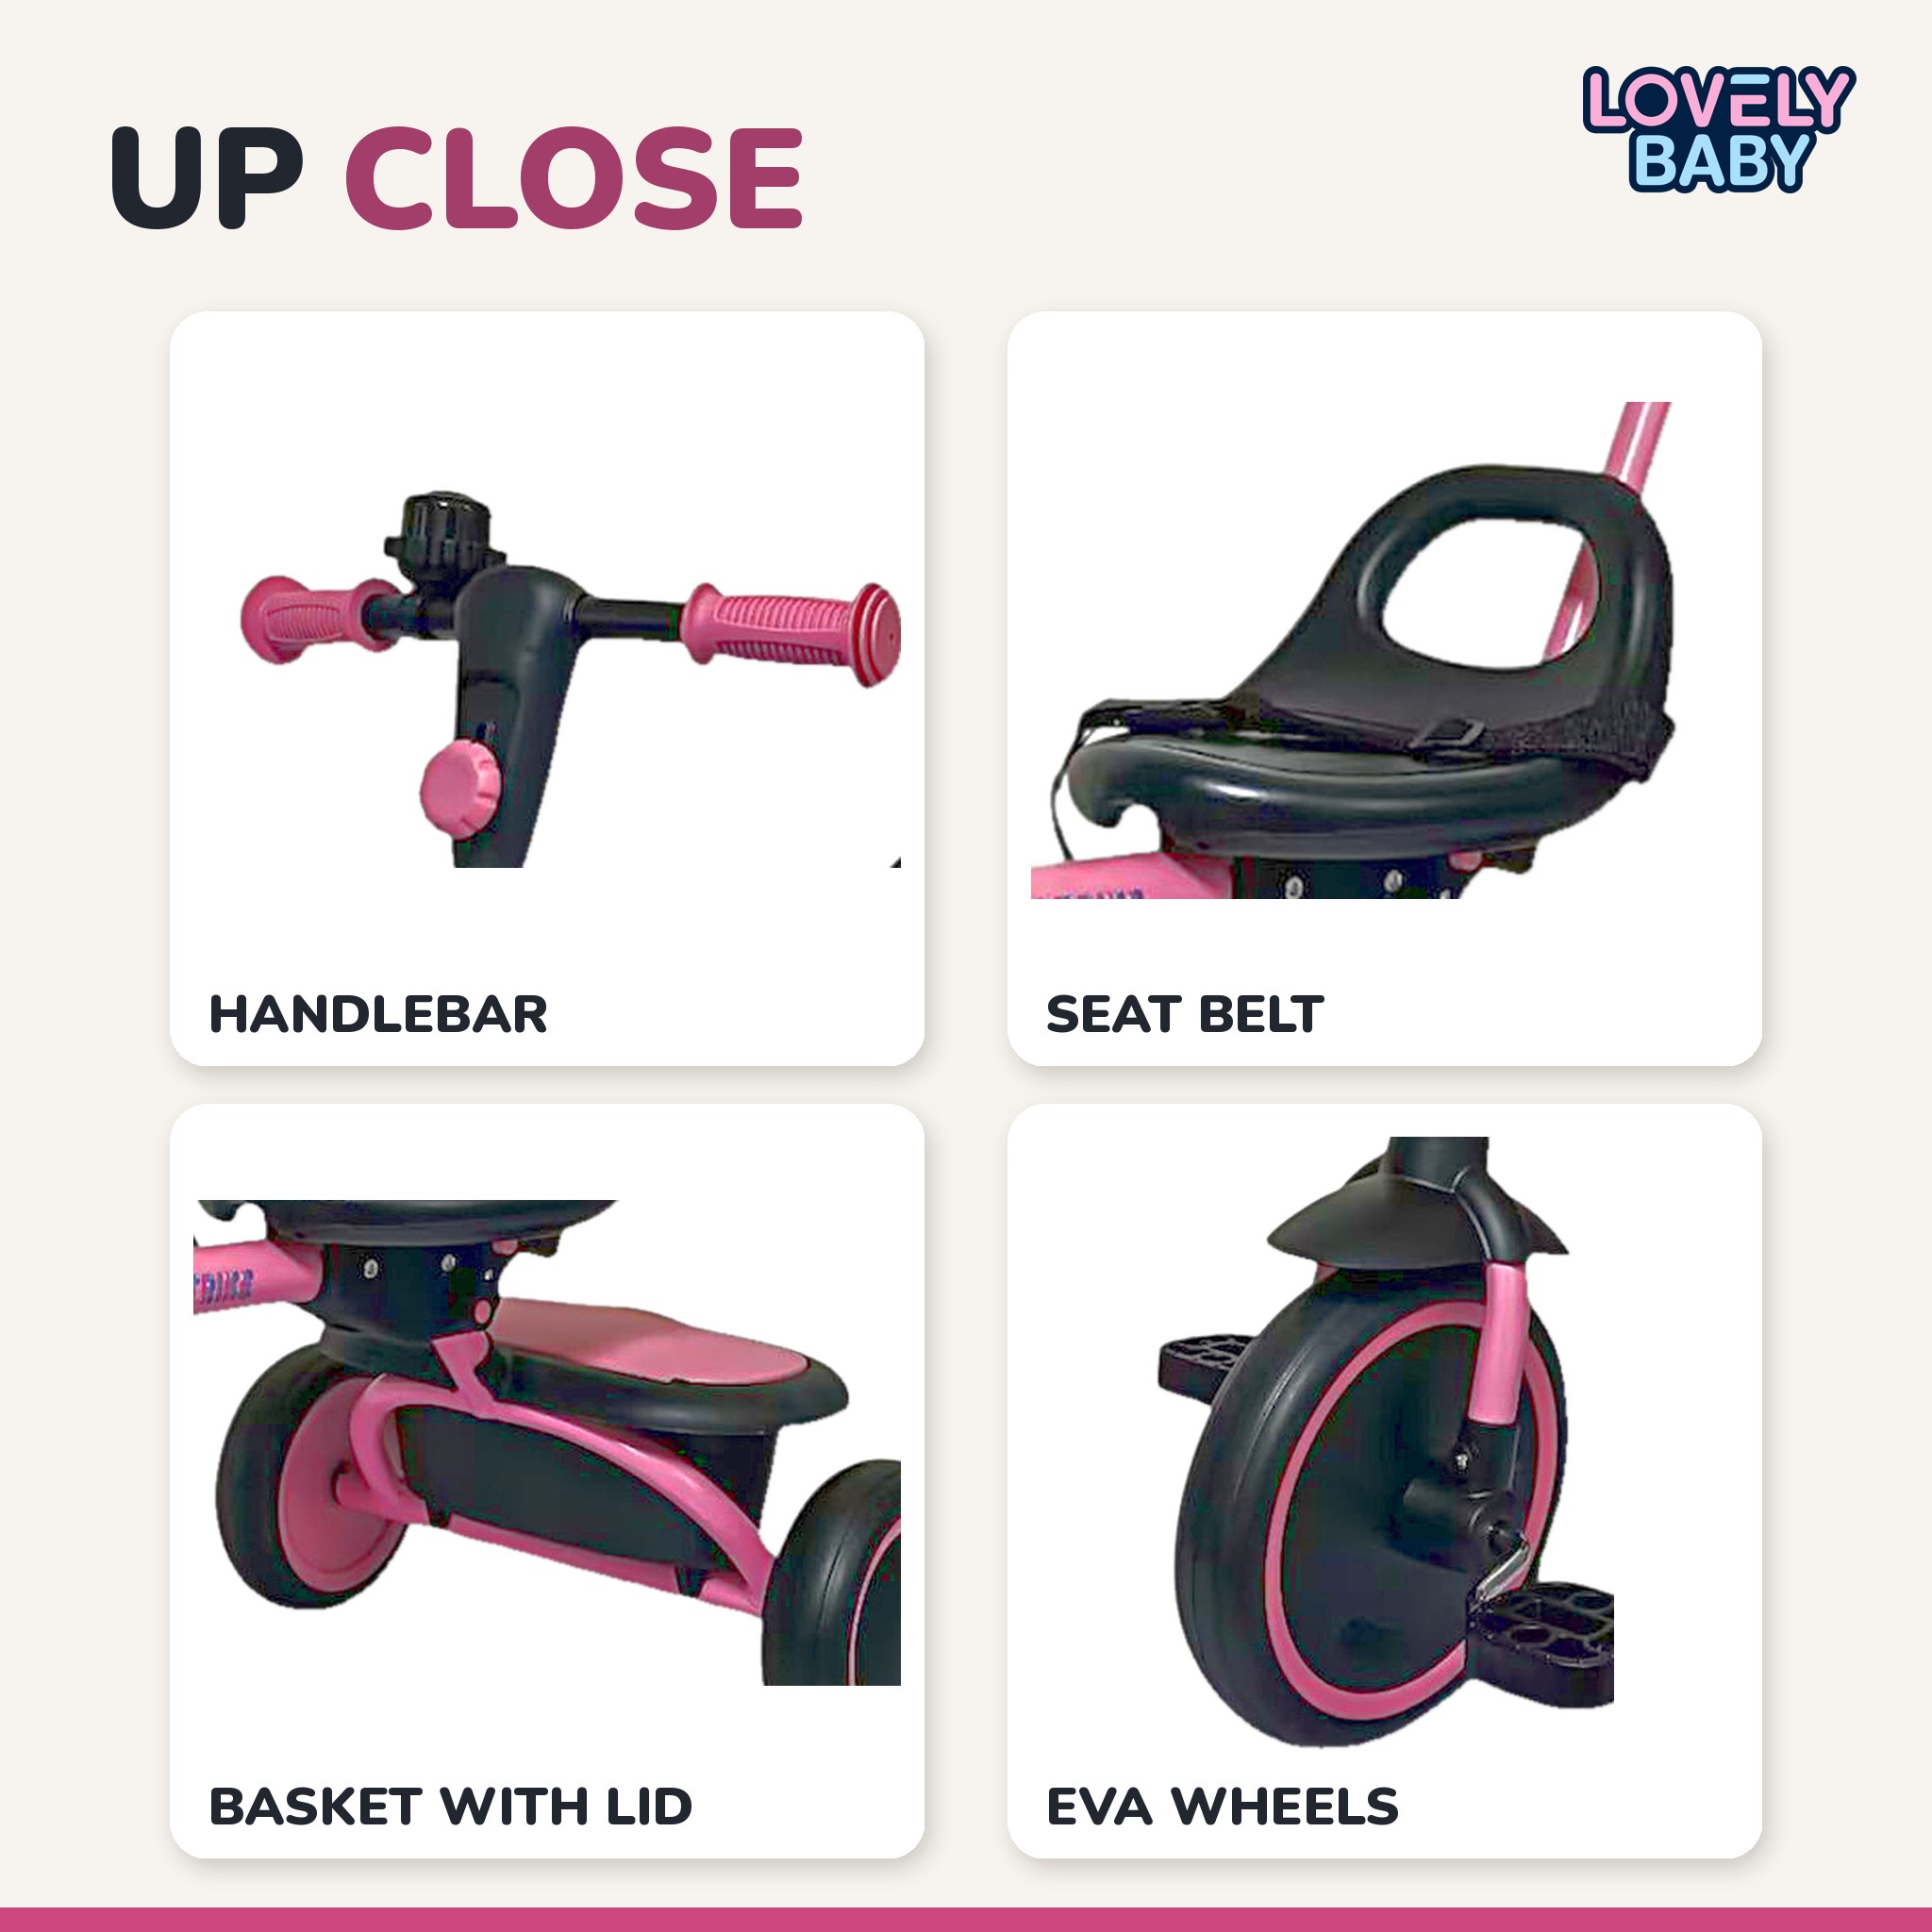 LOVELY
BABY
UP CLOSE
HANDLEBAR
SEAT BELT
BASKET WITH LID
EVA WHEELS